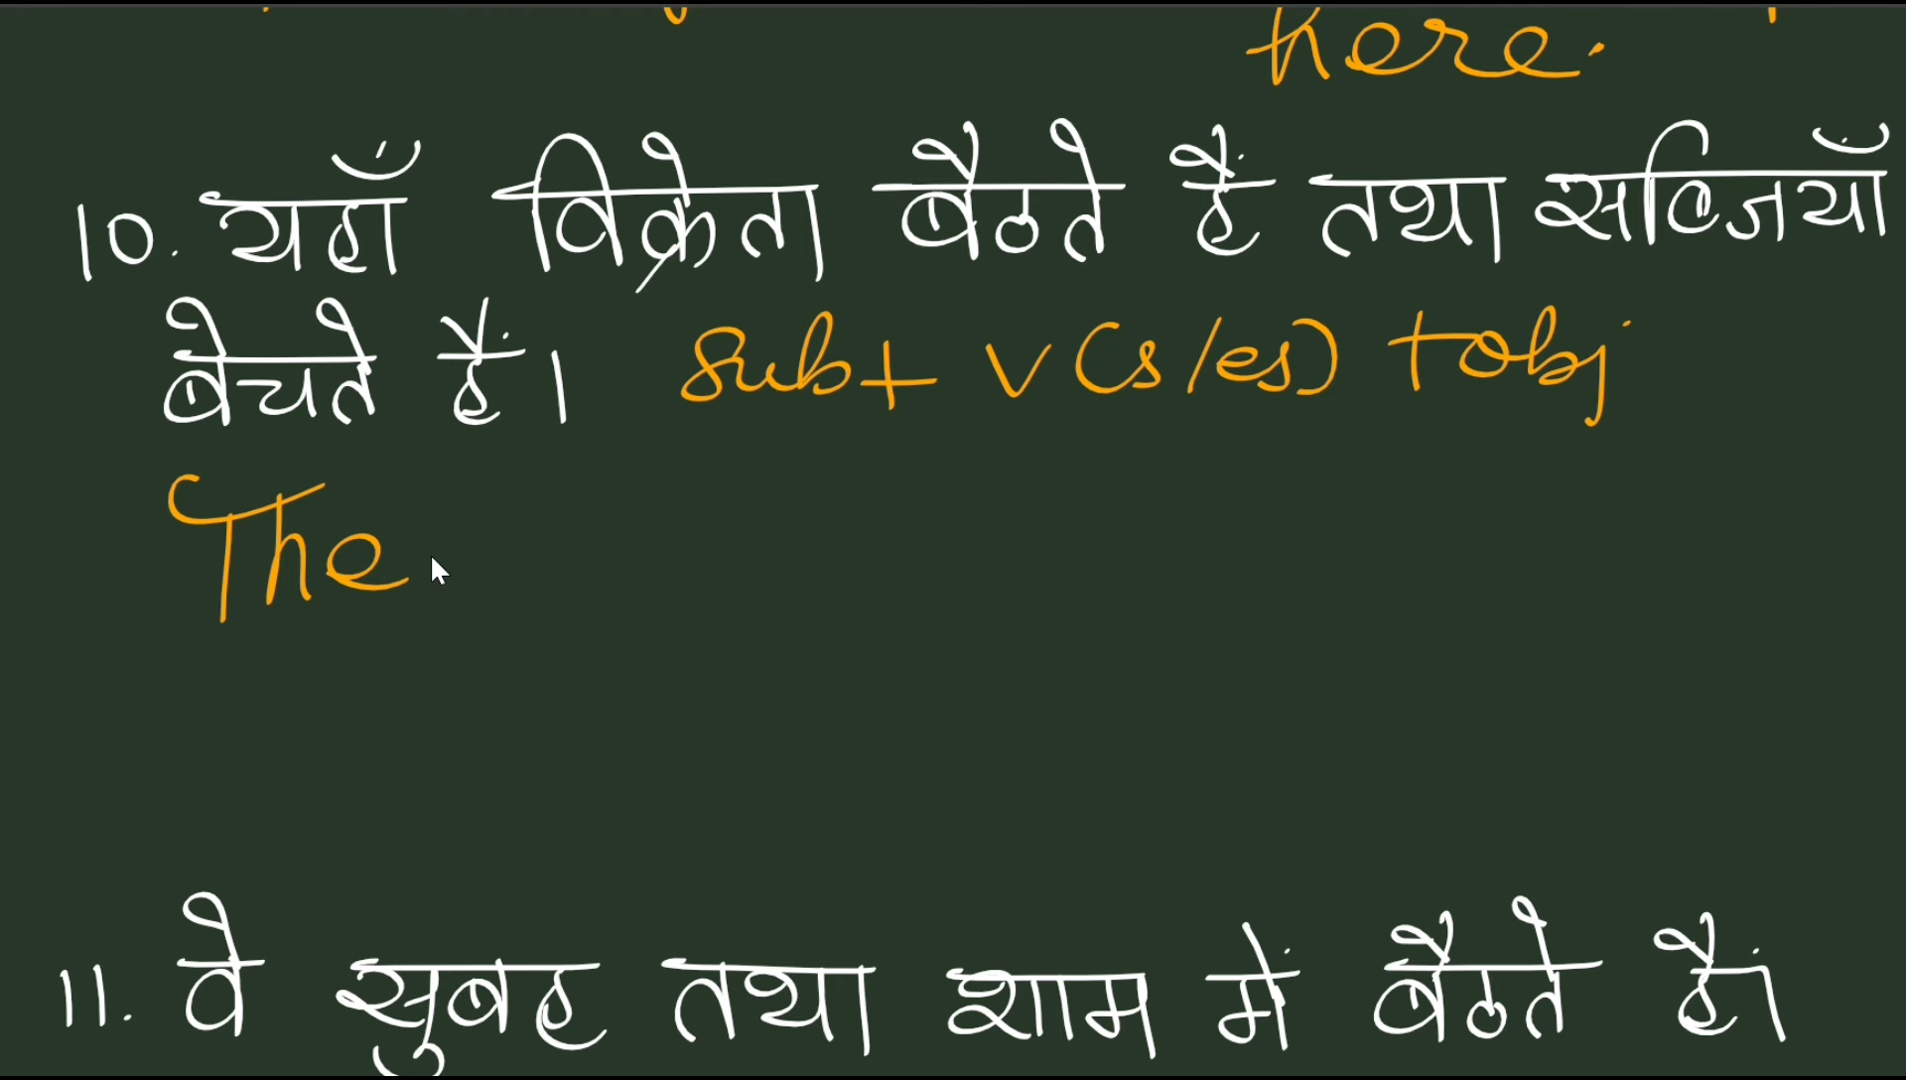 here.
10. यहाँ विक्रेता बैठते हैं तथा सब्जियाँ
बेचते हैं। sub+ v(s/es) +obj
The
11. वे सुबह तथा शाम में बैठते हैं।